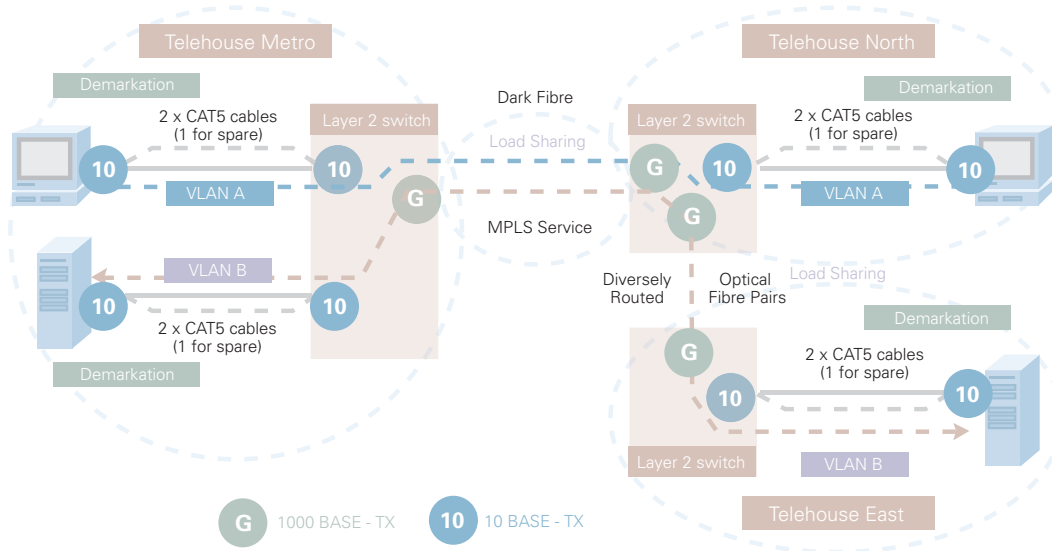 Telehouse Metro
Telehouse North
Demarkation
Demarkation
2 x CAT5 cables
(1 for spare)
Layer 2 switch
Dark Fibre
Layer 2 switch
2 x CAT5 cables
(1 for spare)
Load Sharing
10
10
G
10
10
VLAN A
VLAN A
G
G
MPLS Service
VLAN B
Load Sharing
Diversely
Routed
Optical
Fibre Pairs
10
10
2 x CAT5 cables
(1 for spare)
Demarkation
Demarkation
G
2 x CAT5 cables
(1 for spare)
10
10
Layer 2 switch
VLAN B
Telehouse East
G
1000 BASE - TX
10
10 BASE - TX